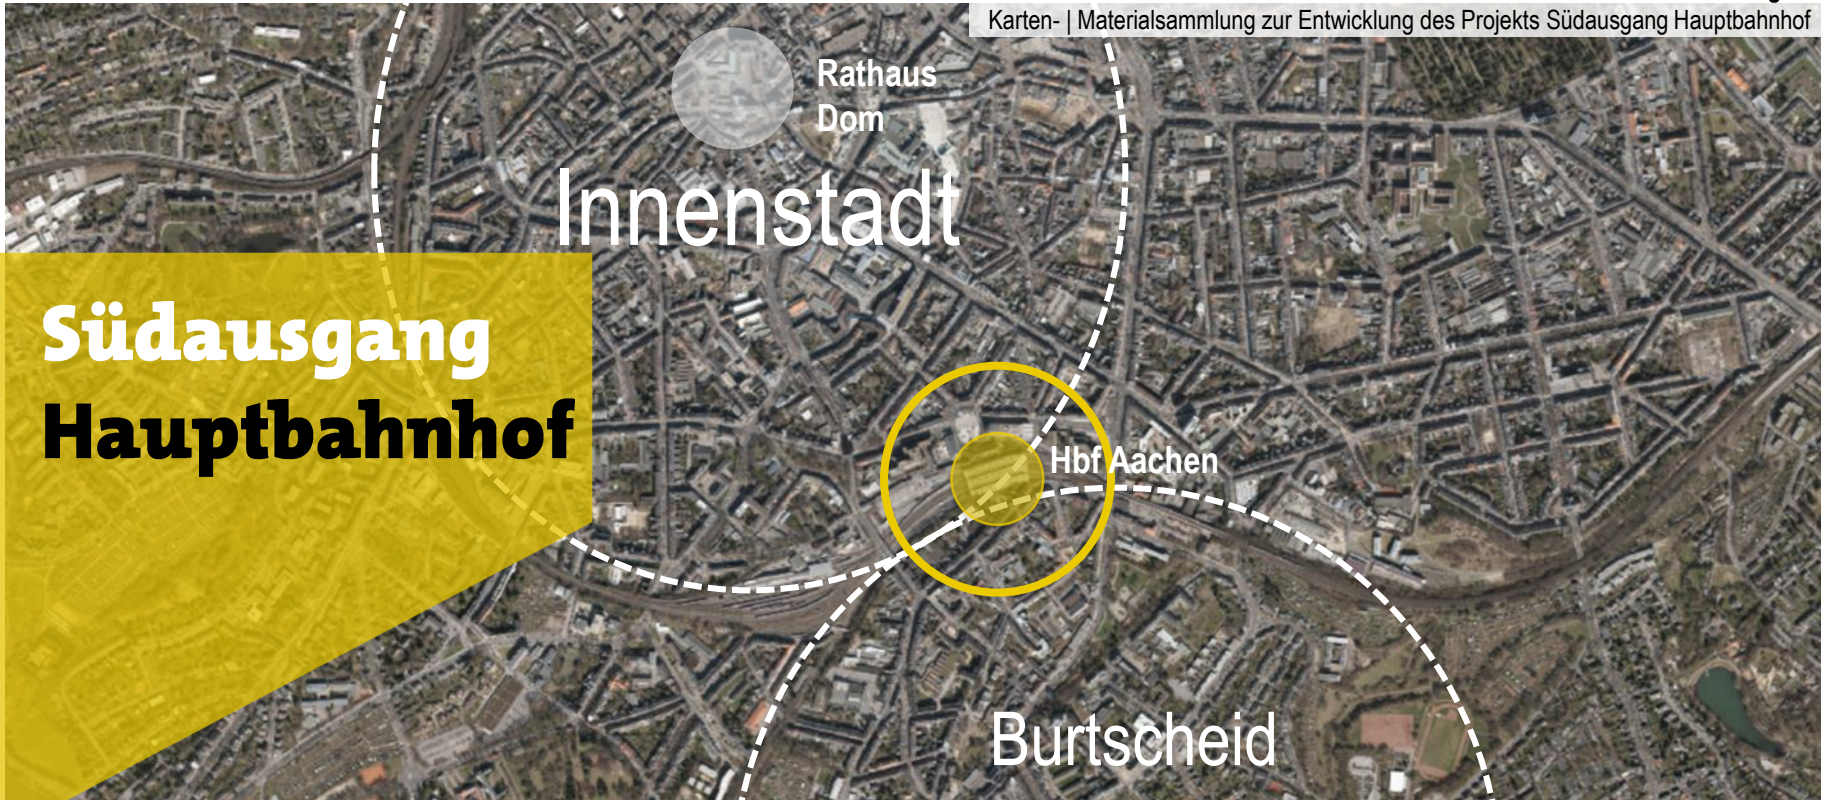 Karten- | Materialsammlung zur Entwicklung des Projekts Südausgang Hauptbahnhof
Rathaus
Dom
Innenstadt
Südausgang
Hauptbahnhof
Hbf Aachen
Burtscheid